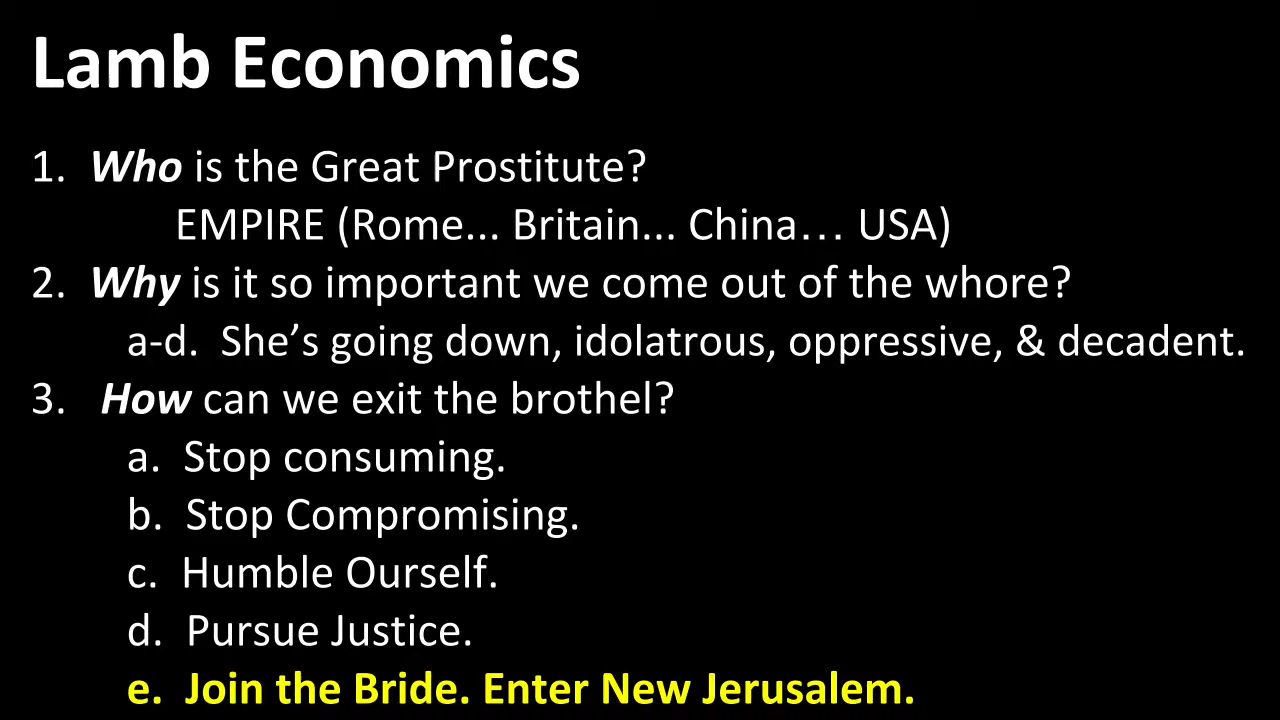 Lamb Economics
1. Who is the Great Prostitute?
EMPIRE (Rome... Britain... China... USA)
2. Why is it so important we come out of the whore?
a-d. She’s going down, idolatrous, oppressive, & decadent.
3. How can we exit the brothel?
a. Stop consuming.
b. Stop Compromising.
c. Humble Ourself.
d. Pursue Justice.
e. Join the Bride. Enter New Jerusalem.